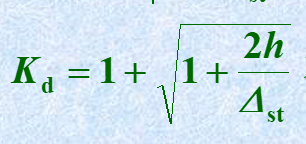 K_d = 1 + √(1 + 2h/Δ_st)